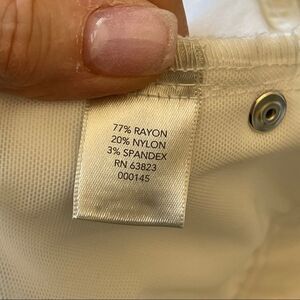 77% RAYON
20% NYLON
3% SPANDEX
RN 63823
000145